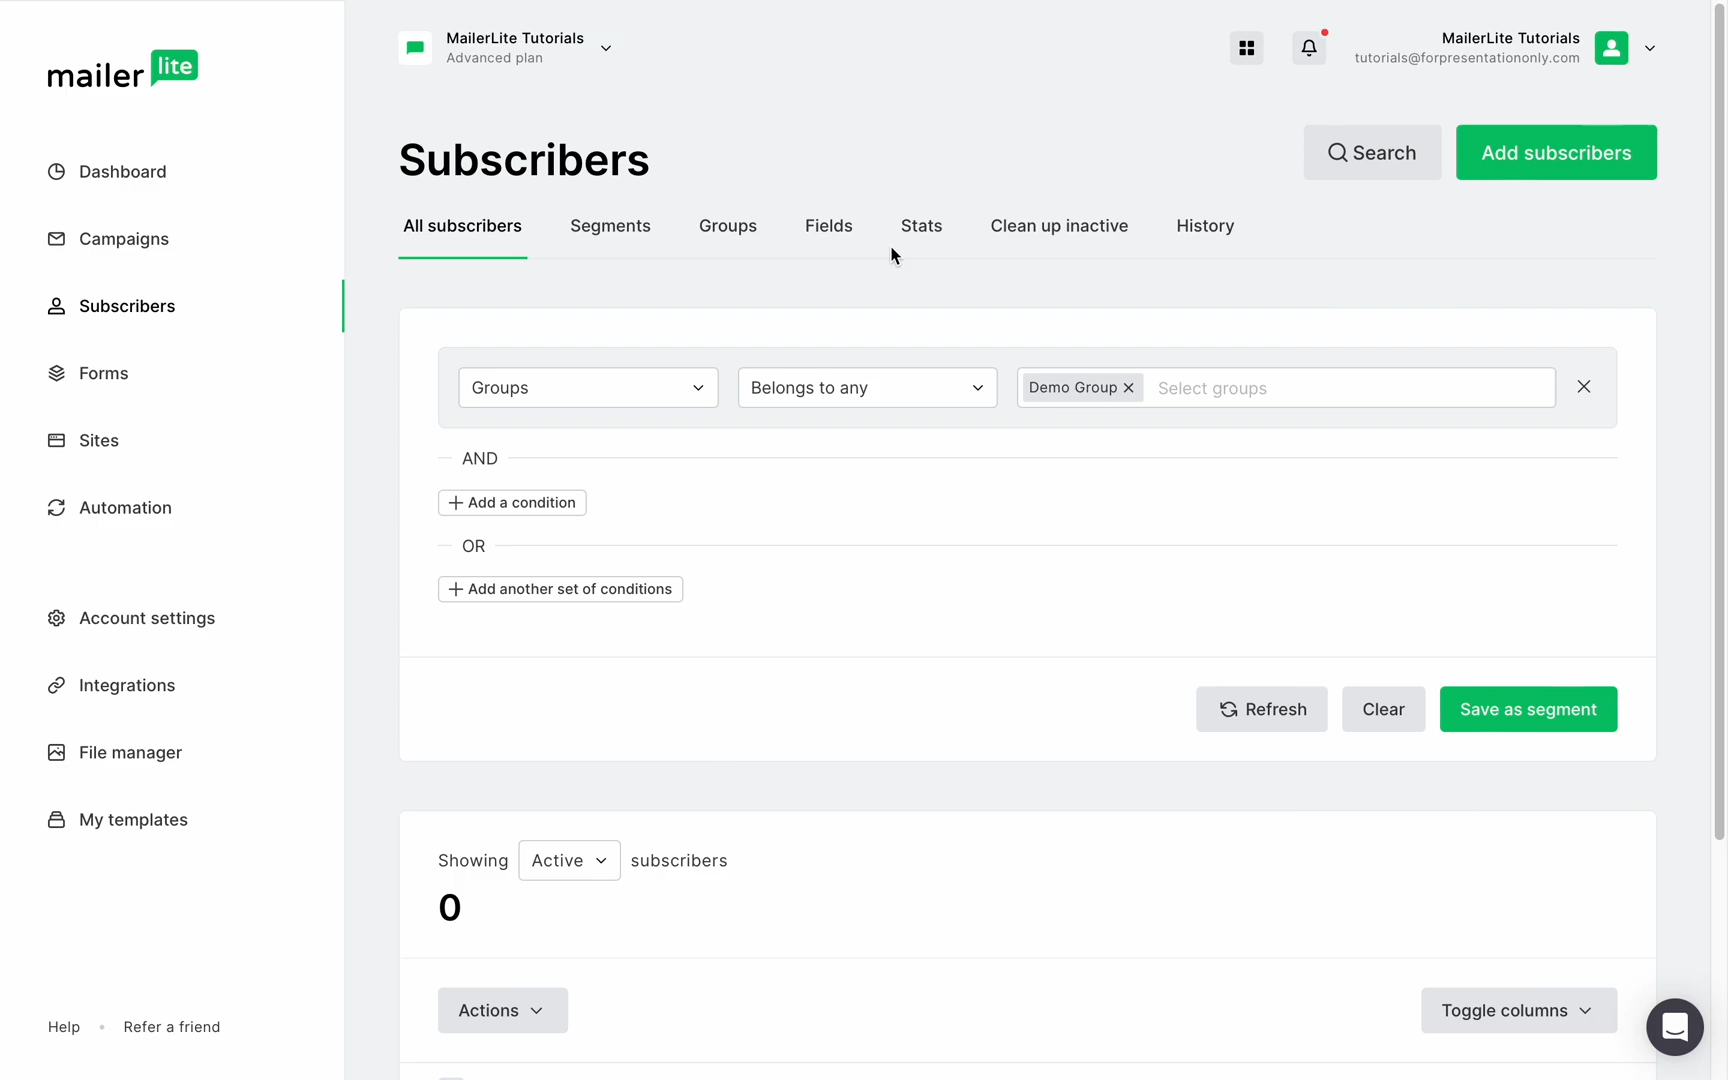 mailer lite
MailerLite Tutorials
Advanced plan
MailerLite Tutorials
tutorials@forpresentationonly.com
Dashboard
Campaigns
Subscribers
Forms
Sites
Automation
Account settings
Integrations
File manager
My templates
Help • Refer a friend
Subscribers
Search
Add subscribers
All subscribers Segments Groups Fields Stats Clean up inactive History
Groups Belongs to any Demo Group Select groups
AND
Add a condition
OR
Add another set of conditions
Refresh Clear Save as segment
Showing Active subscribers
0
Actions Toggle columns